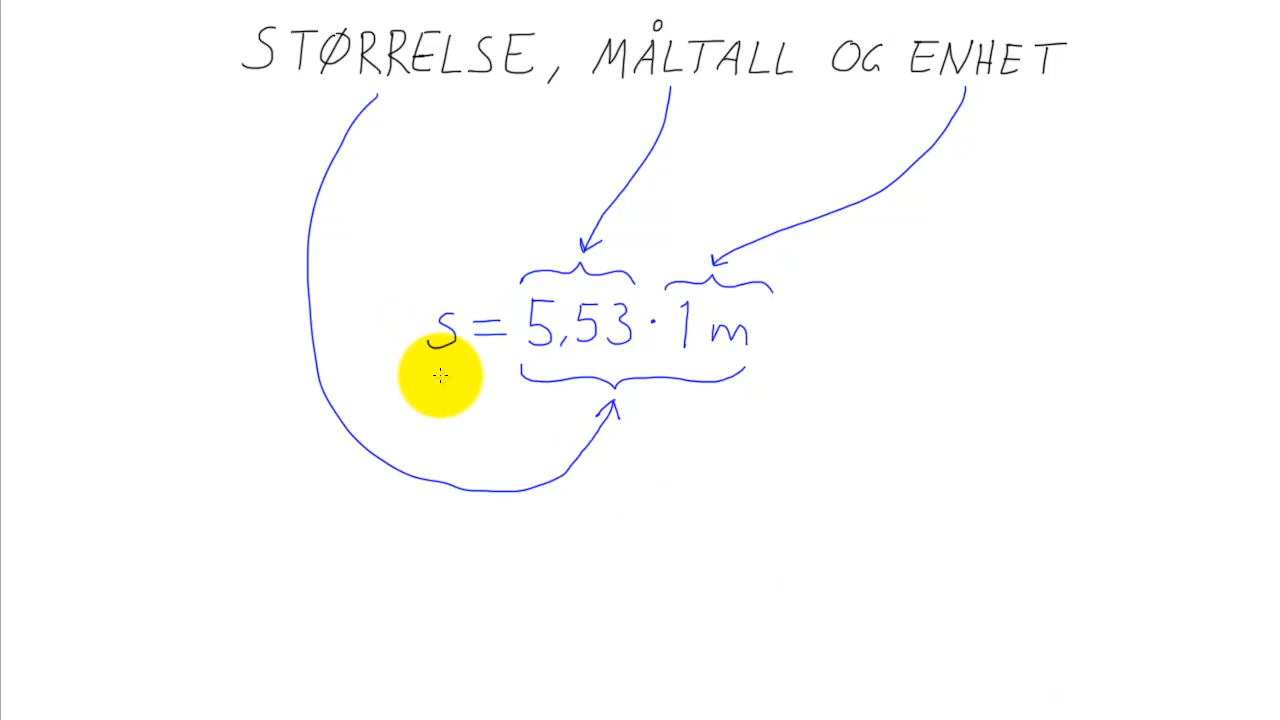 STØRRELSE, MÅLTALL OG ENHET
s = 5,53 · 1 m